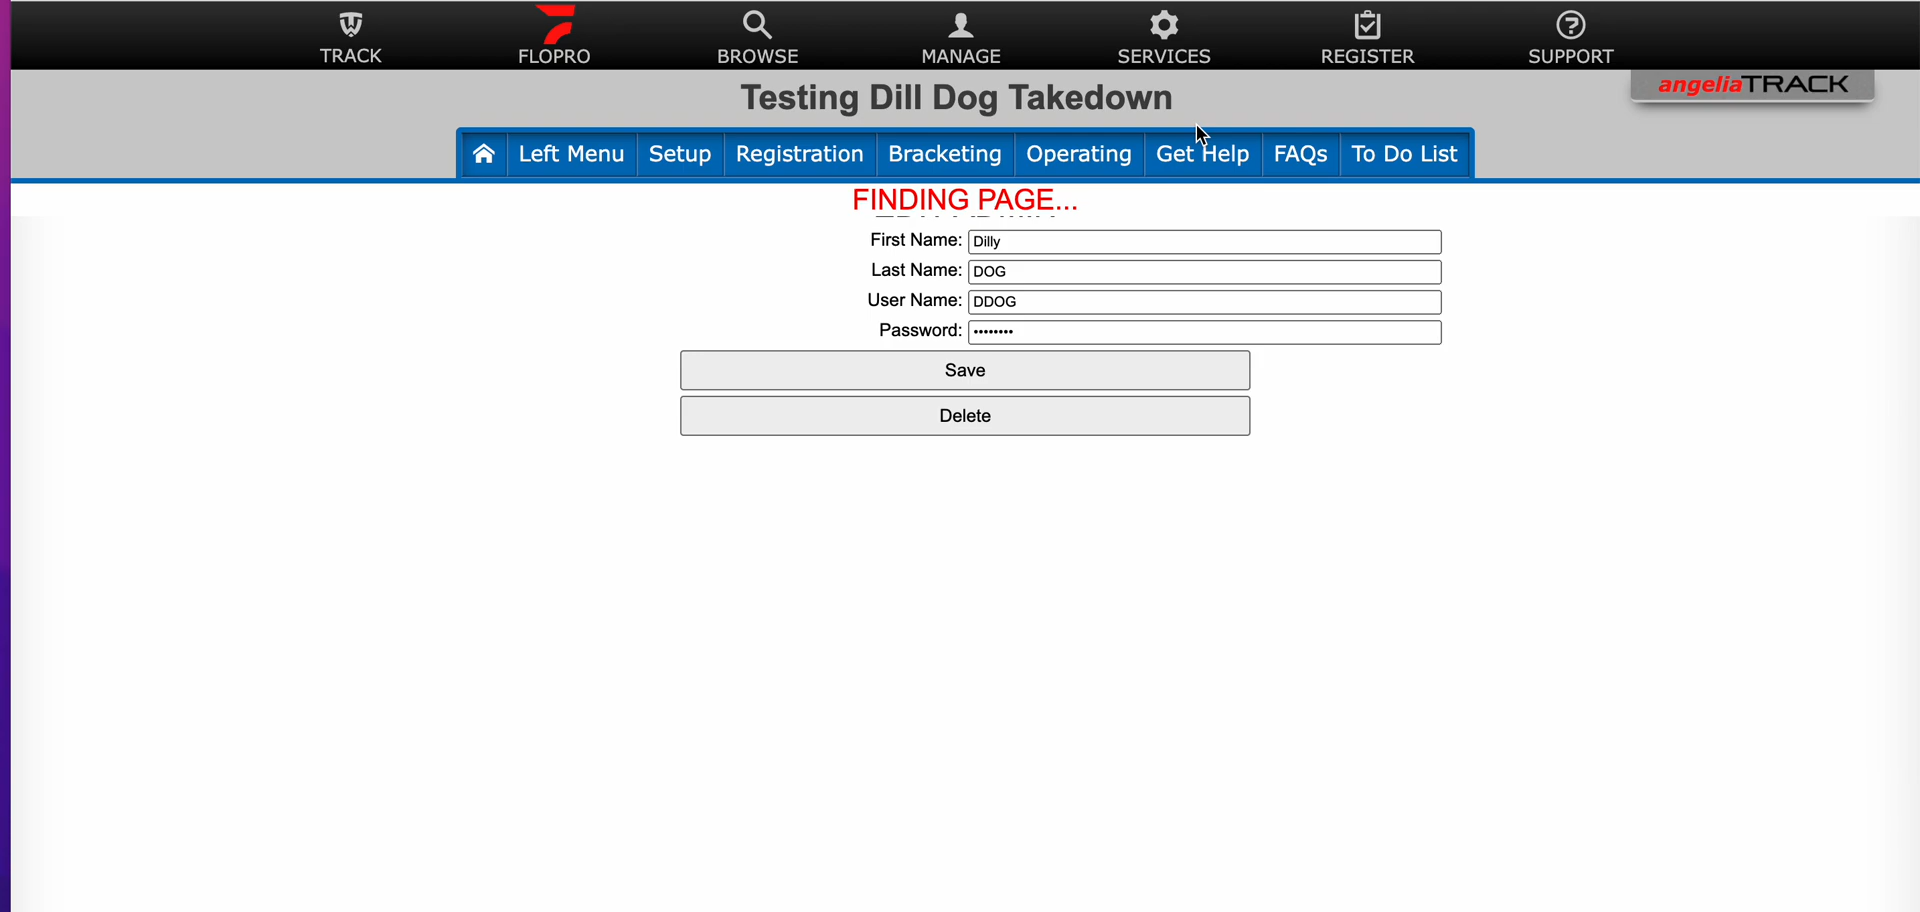 TRACK FLOPRO BROWSE MANAGE SERVICES REGISTER SUPPORT
angeliaTRACK
Testing Dill Dog Takedown
Left Menu Setup Registration Bracketing Operating Get Help FAQs To Do List
FINDING PAGE...
First Name: Dilly
Last Name: DOG
User Name: DDOG
Password: ••••••••
Save
Delete